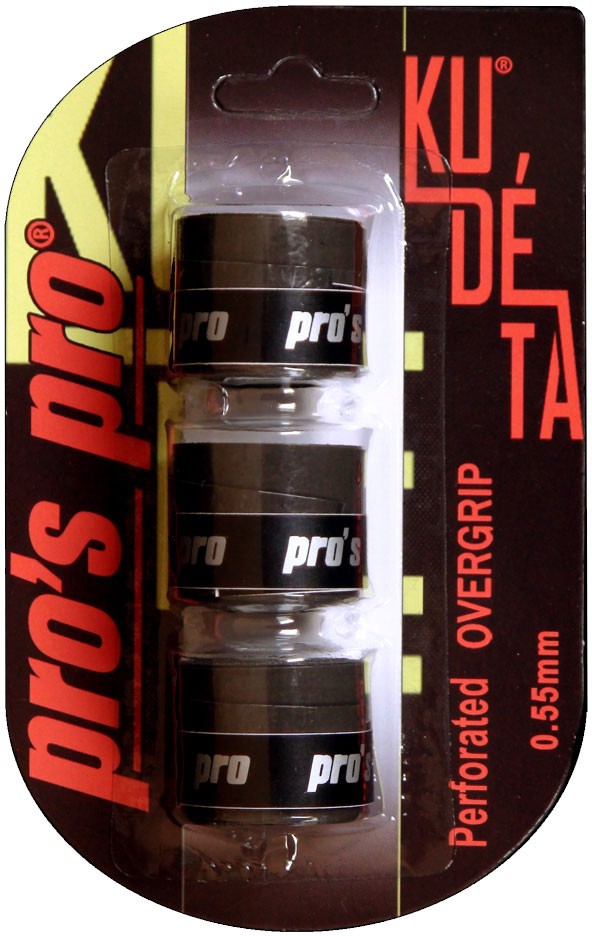 pro's pro®
KU®
DÉ
TA
pro pro's
pro pro's
pro pro's
Perforated OVERGRIP
0.55mm